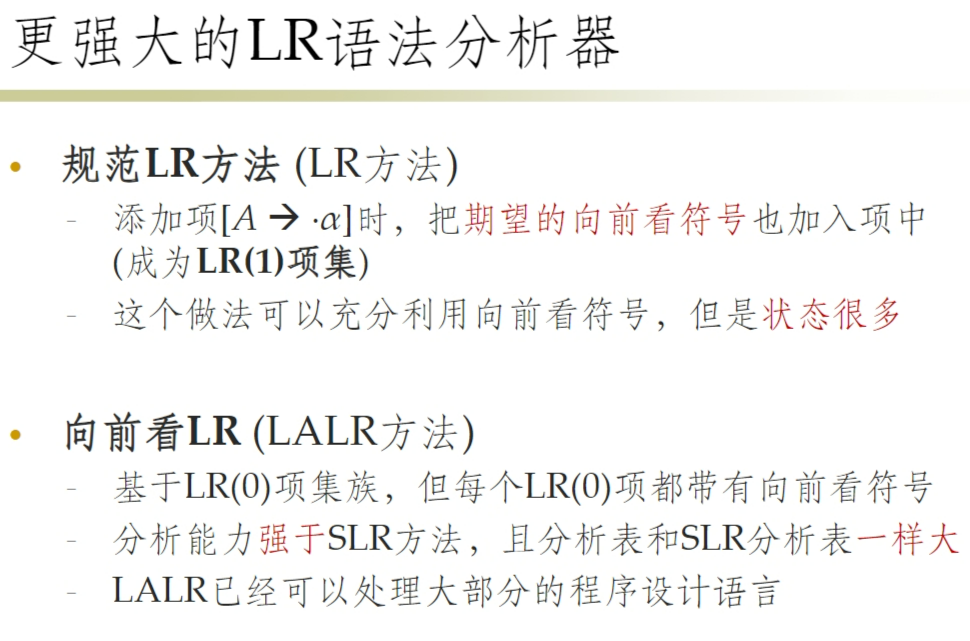 更强大的LR语法分析器
• 规范LR方法 (LR方法)
- 添加项[A → ·α]时，把期望的向前看符号也加入项中
(成为LR(1)项集)
- 这个做法可以充分利用向前看符号，但是状态很多
• 向前看LR (LALR方法)
- 基于LR(0)项集族，但每个LR(0)项都带有向前看符号
- 分析能力强于SLR方法，且分析表和SLR分析表一样大
- LALR已经可以处理大部分的程序设计语言